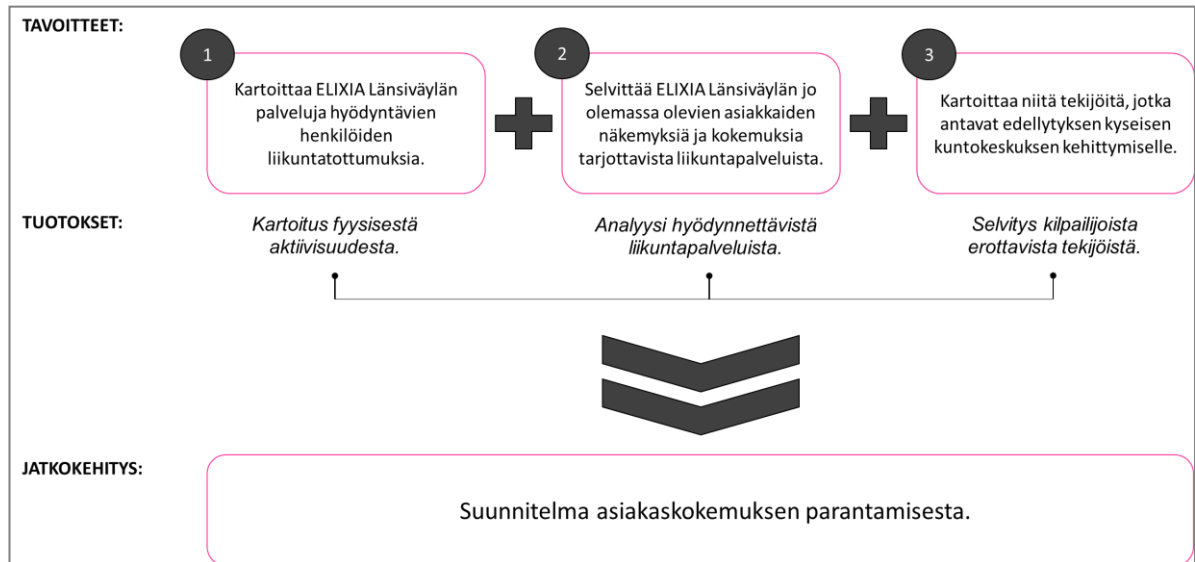 TAVOITTEET:
1
Kartoittaa ELIXIA Länsiväylän
palveluja hyödyntävien
henkilöiden
liikuntatottumuksia.
2
Selvittää ELIXIA Länsiväylän jo
olemassa olevien asiakkaiden
näkemyksiä ja kokemuksia
tarjottavista liikuntapalveluista.
3
Kartoittaa niitä tekijöitä, jotka
antavat edellytyksen kyseisen
kuntokeskuksen kehittymiselle.
TUOTOKSET:
Kartoitus fyysisestä
aktiivisuudesta.
Analyysi hyödynnettävistä
liikuntapalveluista.
Selvitys kilpailijoista
erottavista tekijöistä.
JATKOKEHITYS:
Suunnitelma asiakaskokemuksen parantamisesta.